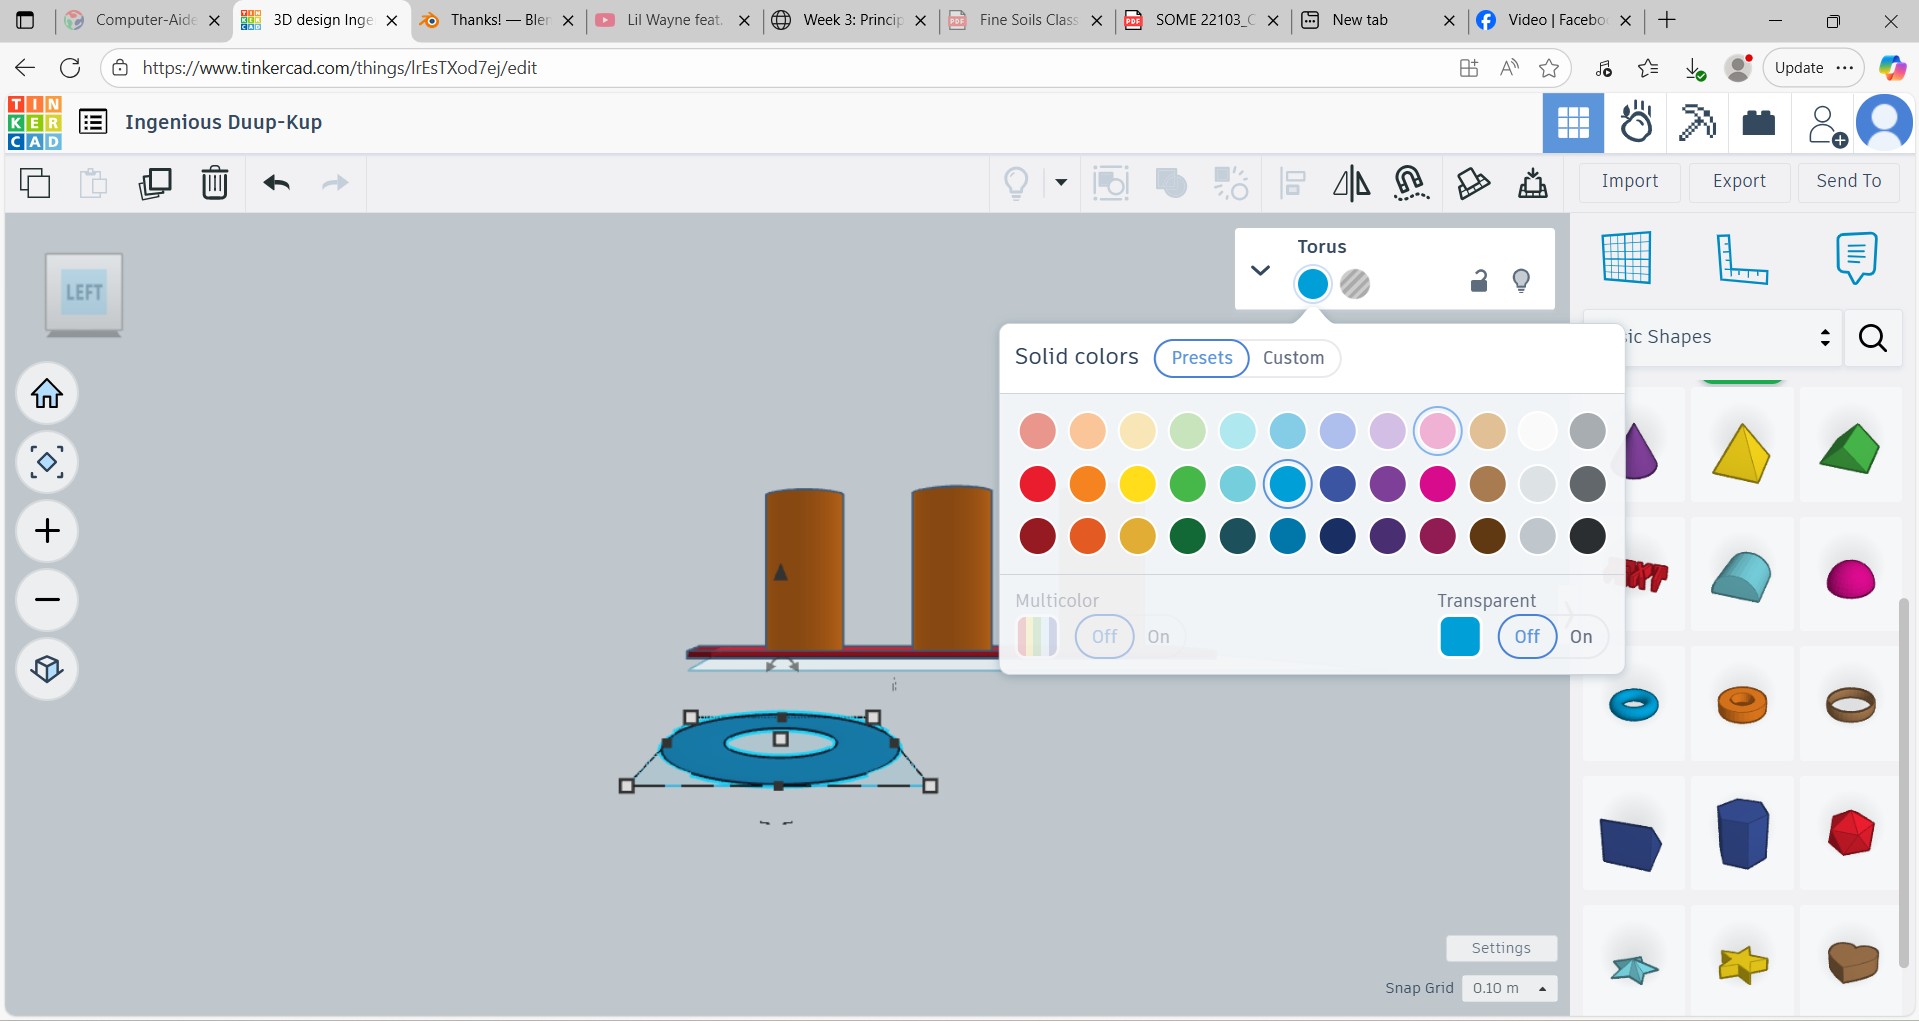 Computer-Aide
3D design Inge
Thanks! — Blen
Lil Wayne feat.
Week 3: Princip
Fine Soils Class
SOME 22103_C
New tab
Video | Facebo
https://www.tinkercad.com/things/lrEsTXod7ej/edit
Update
TIN
KER
CAD
Ingenious Duup-Kup
Import
Export
Send To
LEFT
Torus
Solid colors
Presets
Custom
ic Shapes
Multicolor
Off
On
Transparent
Off
On
Settings
Snap Grid
0.10 m